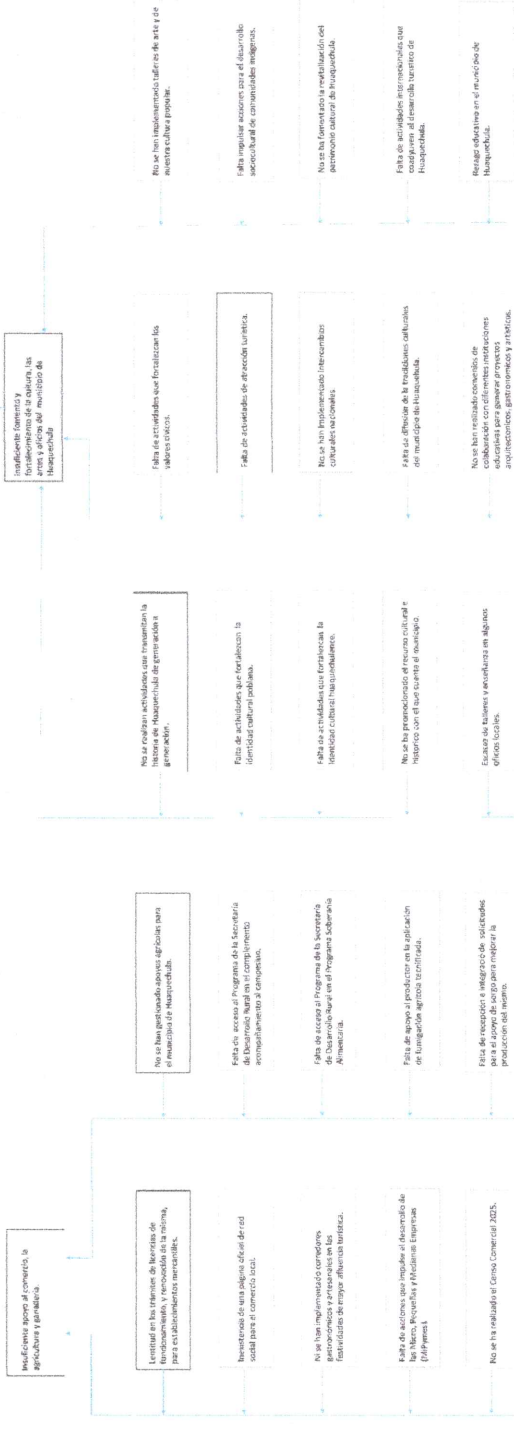 Insuficiente apoyo al comercio, la
agricultura y ganadería.
Lentitud en los trámites de licencias de
funcionamiento, y renovación de la misma,
para establecimientos mercantiles.
Inexistencia de una página oficial de red
social para el comercio local.
Ni se han implementado corredores
gastronómicos y artesanales en las
festividades de mayor afluencia turística.
Falta de acciones que impulse el desarrollo de
las Micro, Pequeñas y Medianas Empresas
(MiPymes).
No se ha realizado el Censo Comercial 2025.
No se han gestionado apoyos agrícolas para
el municipio de Huaquechula.
Falta de acceso al Programa de la Secretaría
de Desarrollo Rural en el complemento
acompañamiento al campesino.
Falta de acceso al Programa de la Secretaría
de Desarrollo Rural en el Programa Soberanía
Alimentaria.
Falta de apoyo al productor en la aplicación
de fumigación agrícola tecnificada.
Falta de recepción e integració de solicitudes
para el apoyo de sorgo para mejorar la
producción del mismo.
Insuficiente fomento y
fortalecimiento de la cultura, las
artes y oficios del municipio de
Huaquechula
No se realizan actividades que transmitan la
historia de Huaquechula de generación a
generación.
Falta de actividades que fortalezcan la
identidad cultural poblana.
Falta de actividades que fortalezcan la
identidad cultural huaquechulence.
No se ha promocionado el recurso cultural e
histórico con el que cuenta el municipio.
Escasez de talleres y enseñanza en algunos
oficios locales.
Falta de actividades que fortalezcan los
valores cívicos.
Falta de actividades de atracción turística.
No se han implementado intercambios
culturales nacionales.
Falta de difusión de la tradiciones culturales
del municipio de Huaquechula.
No se han realizado convenios de
colaboración con diferentes instituciones
educativas para generar proyectos
arquitectonicos, gastronomicos y artisticos.
No se han implementado talleres de arte y de
nuestra cultura popular.
Falta impulsar acciones para el desarrollo
sociocultural de comunidades indígenas.
No se ha fomentado la revitalización del
patrimonio cultural de Huaquechula.
Falta de actividades internacionales que
coadyuven al desarrollo turístico de
Huaquechula.
Rezago educativo en el municipio de
Huaquechula.